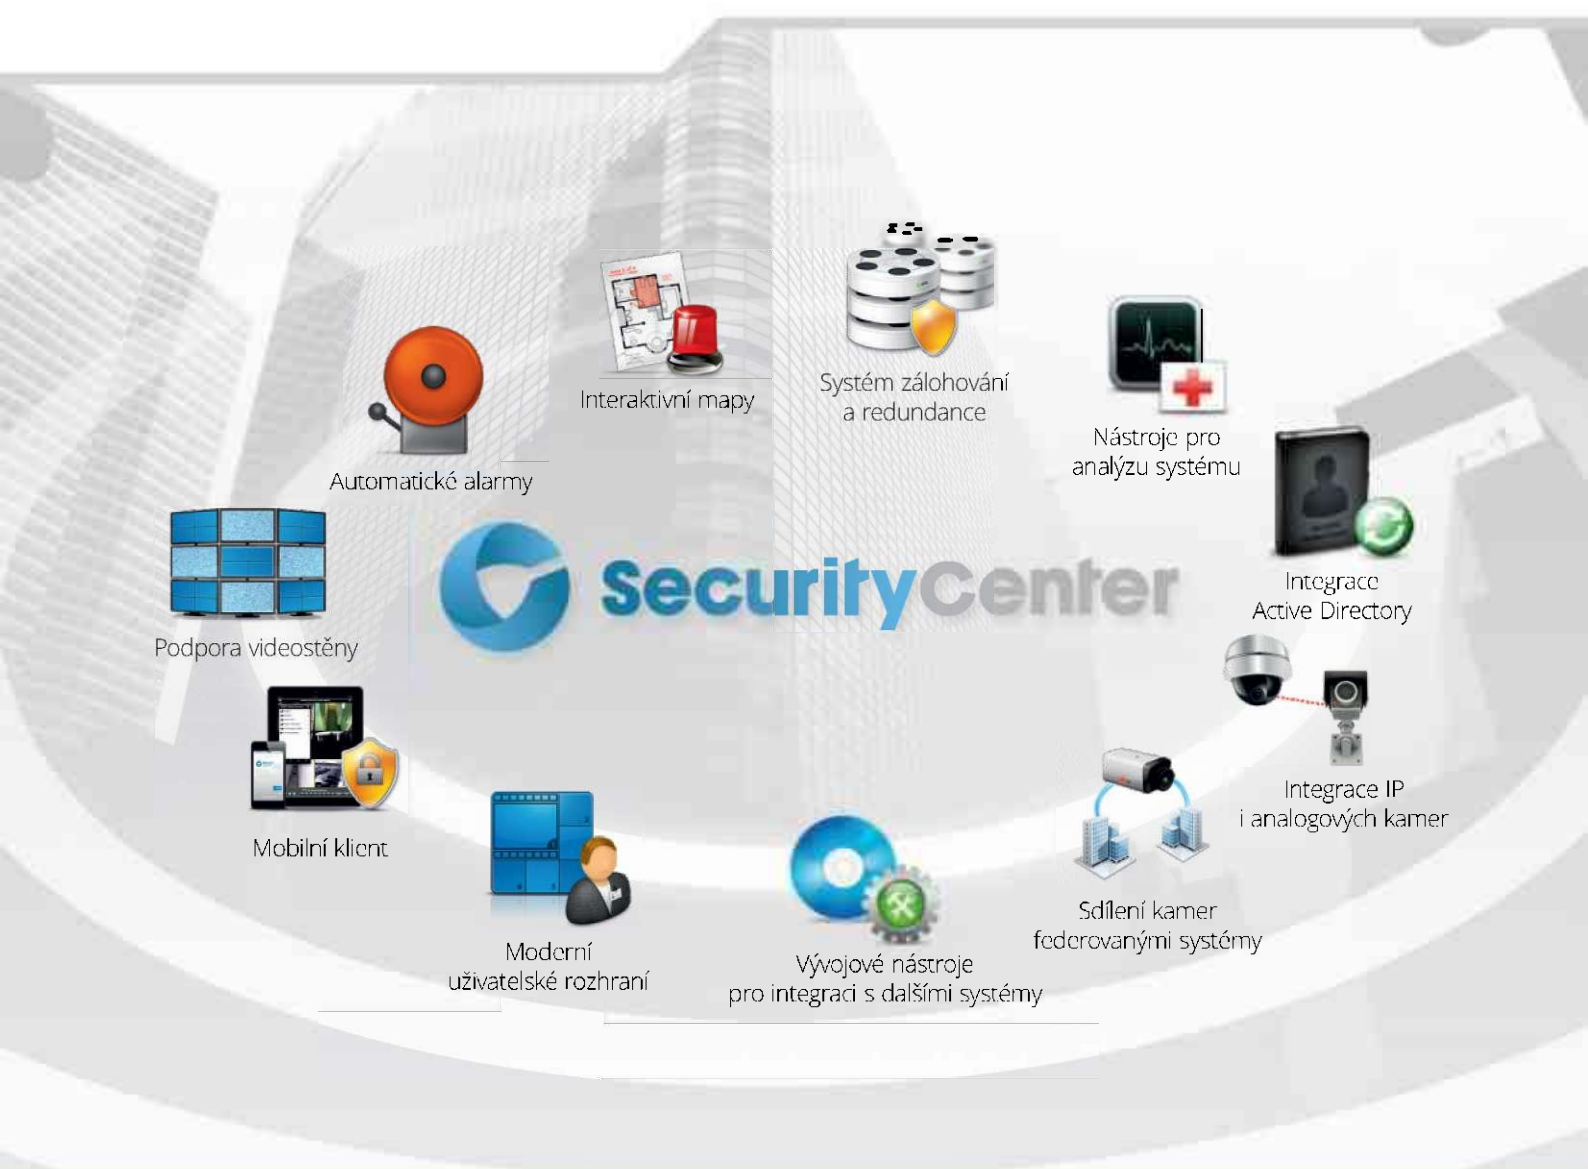 Interaktivní mapy
Systém zálohování
a redundance
Nástroje pro
analýzu systému
Automatické alarmy
Integrace
Active Directory
SecurityCenter
Podpora videostěny
Integrace IP
i analogových kamer
Mobilní klient
Sdílení kamer
federovanými systémy
Moderní
uživatelské rozhraní
Vývojové nástroje
pro integraci s dalšími systémy